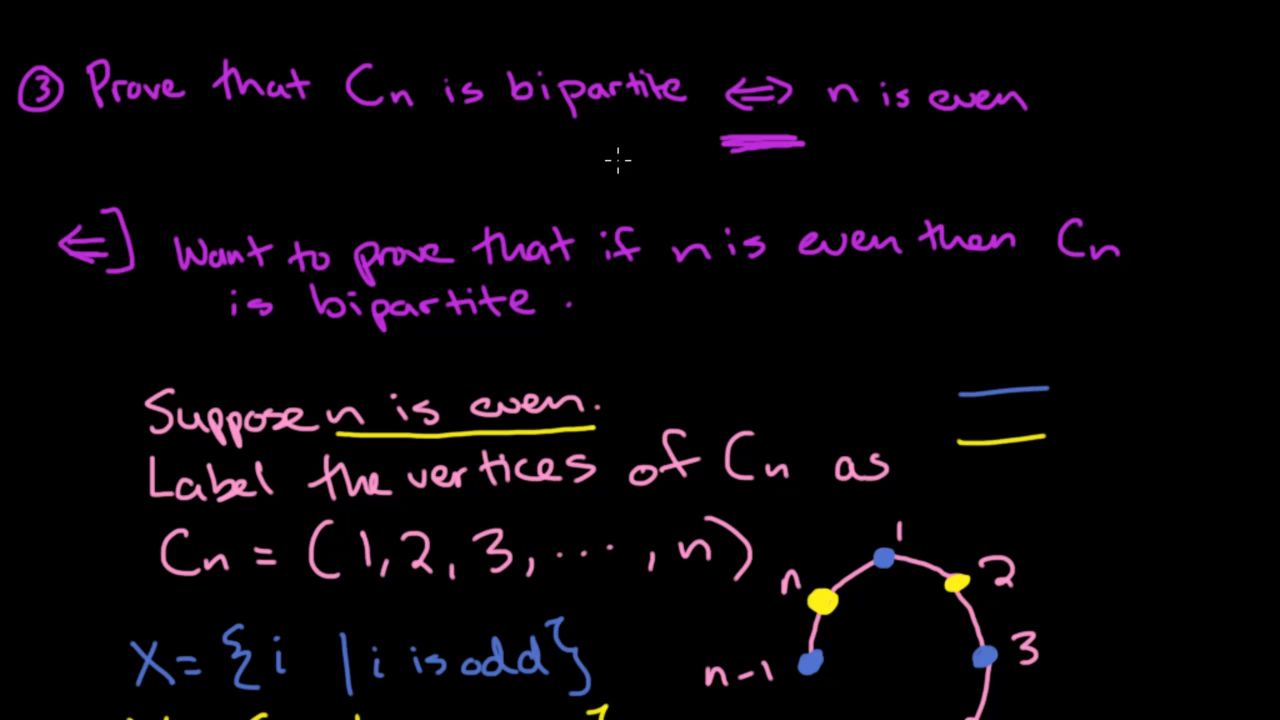 ③ Prove that Cn is bipartite ⇔ n is even
⇐] Want to prove that if n is even then Cn
is bipartite.
Suppose n is even.
Label the vertices of Cn as
Cn = (1, 2, 3, ..., n)
1
n
2
X = {i | i is odd}
n-1
3